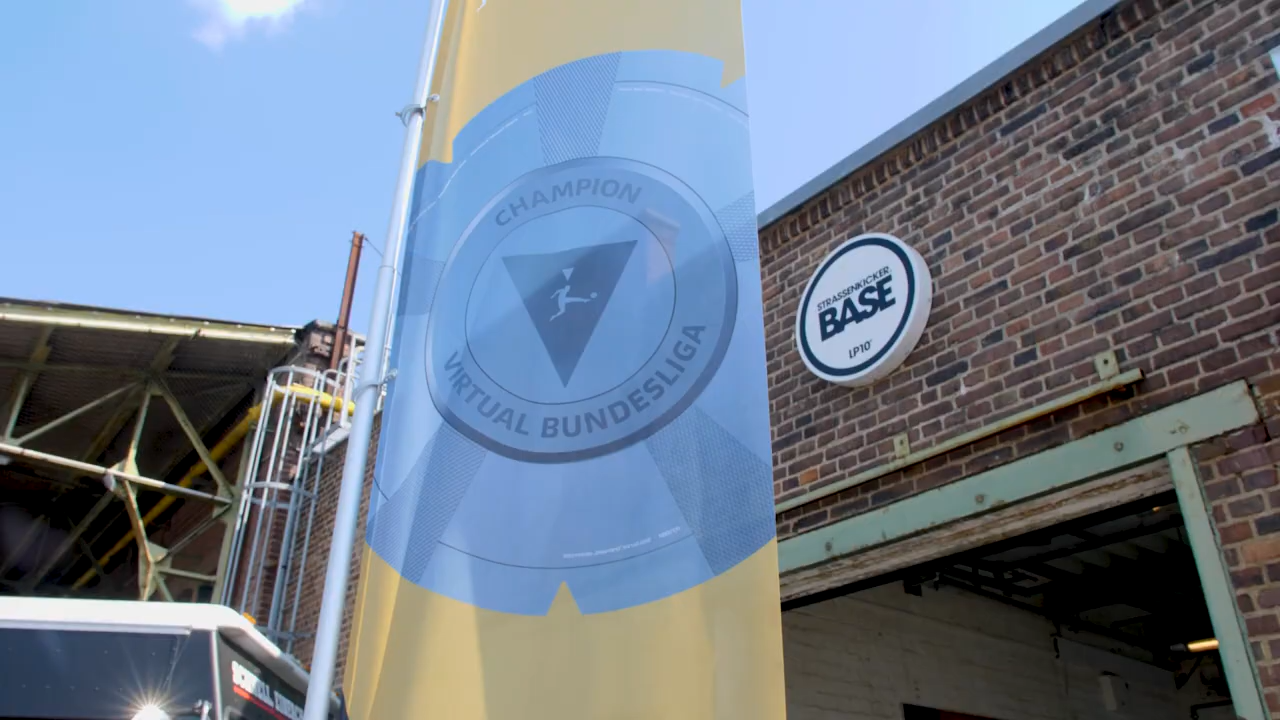 CHAMPION
VIRTUAL BUNDESLIGA
STRASSENKICKER.
BASE
LP10